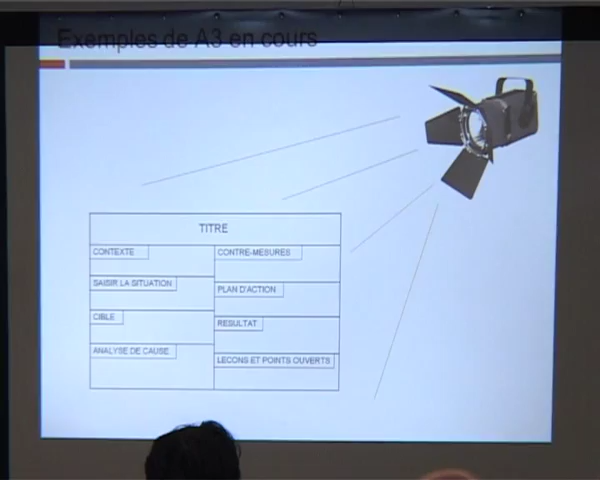 Exemples de A3 en cours
TITRE
CONTEXTE
SAISIR LA SITUATION
CIBLE
ANALYSE DE CAUSE
CONTRE-MESURES
PLAN D'ACTION
RESULTAT
LECONS ET POINTS OUVERTS